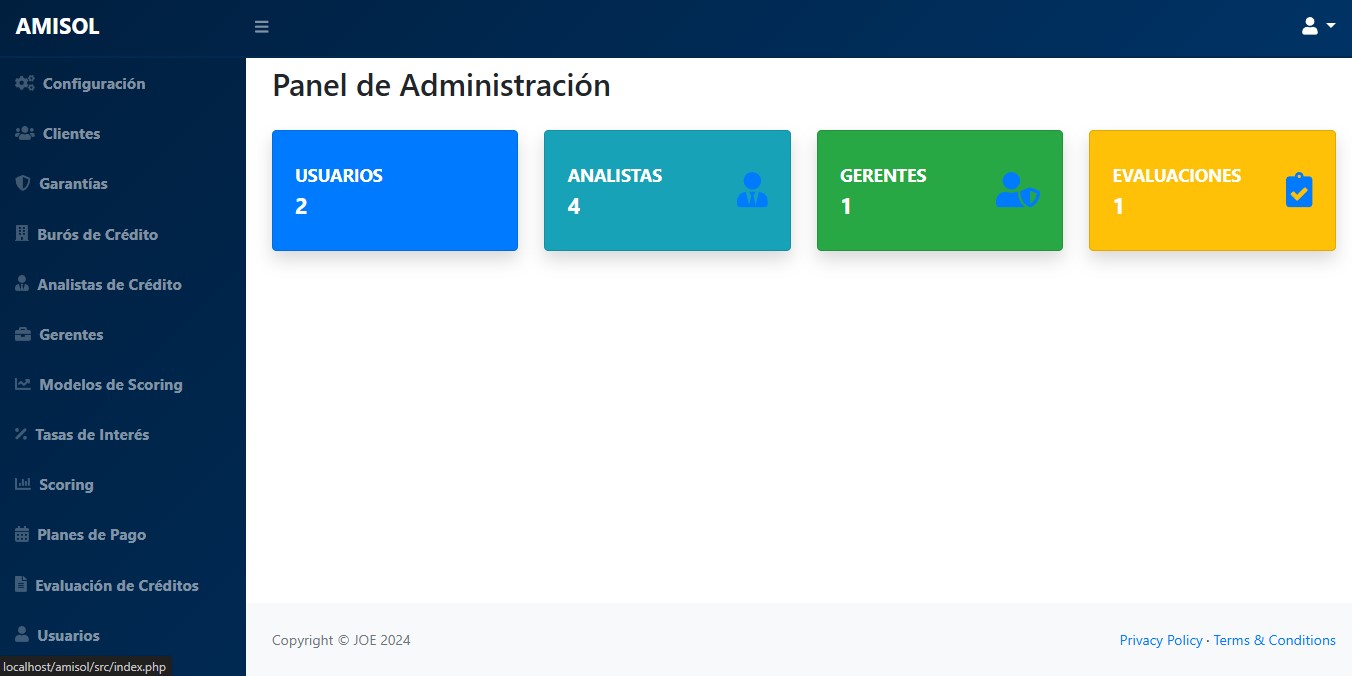 AMISOL
Configuración
Clientes
Garantías
Burós de Crédito
Analistas de Crédito
Gerentes
Modelos de Scoring
Tasas de Interés
Scoring
Planes de Pago
Evaluación de Créditos
Usuarios
localhost/amisol/src/index.php
Panel de Administración
USUARIOS
2
ANALISTAS
4
GERENTES
1
EVALUACIONES
1
Copyright © JOE 2024
Privacy Policy · Terms & Conditions